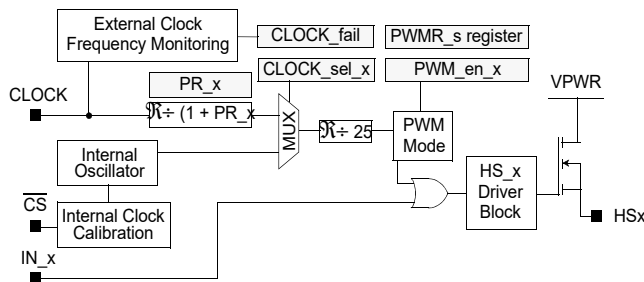 External Clock
Frequency Monitoring
CLOCK_fail
PWMR_s register
PR_x
CLOCK_sel_x
PWM_en_x
VPWR
CLOCK
ℜ÷ (1 + PR_x
MUX
ℜ÷ 256
PWM
Mode
Internal
Oscillator
HS_x
Driver
Block
CS
Internal Clock
Calibration
HSx
IN_x